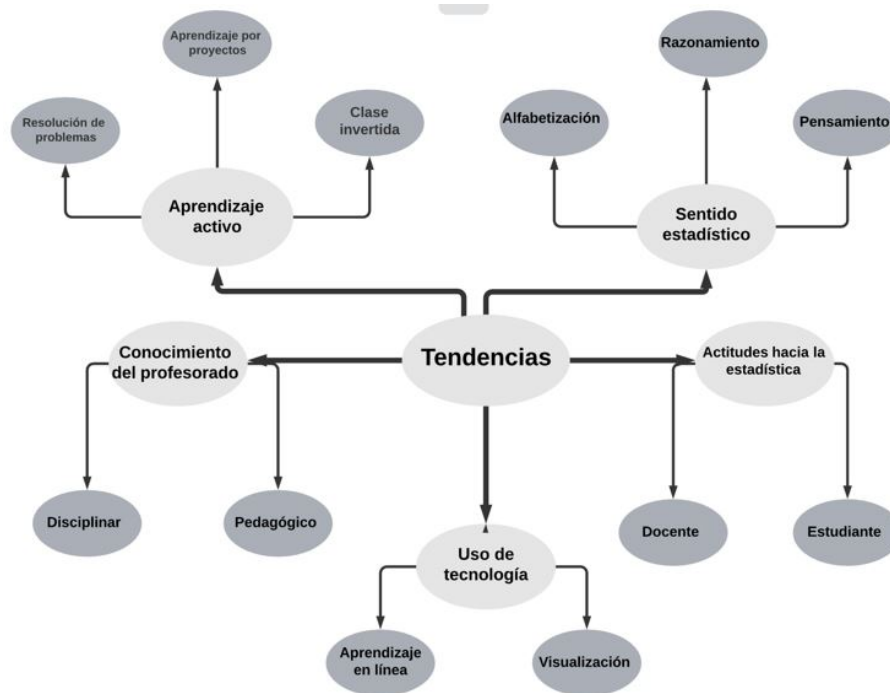 Aprendizaje por
proyectos
Razonamiento
Resolución de
problemas
Clase
invertida
Alfabetización
Pensamiento
Aprendizaje
activo
Sentido
estadístico
Conocimiento
del profesorado
Tendencias
Actitudes hacia la
estadística
Disciplinar
Pedagógico
Uso de
tecnología
Docente
Estudiante
Aprendizaje
en línea
Visualización